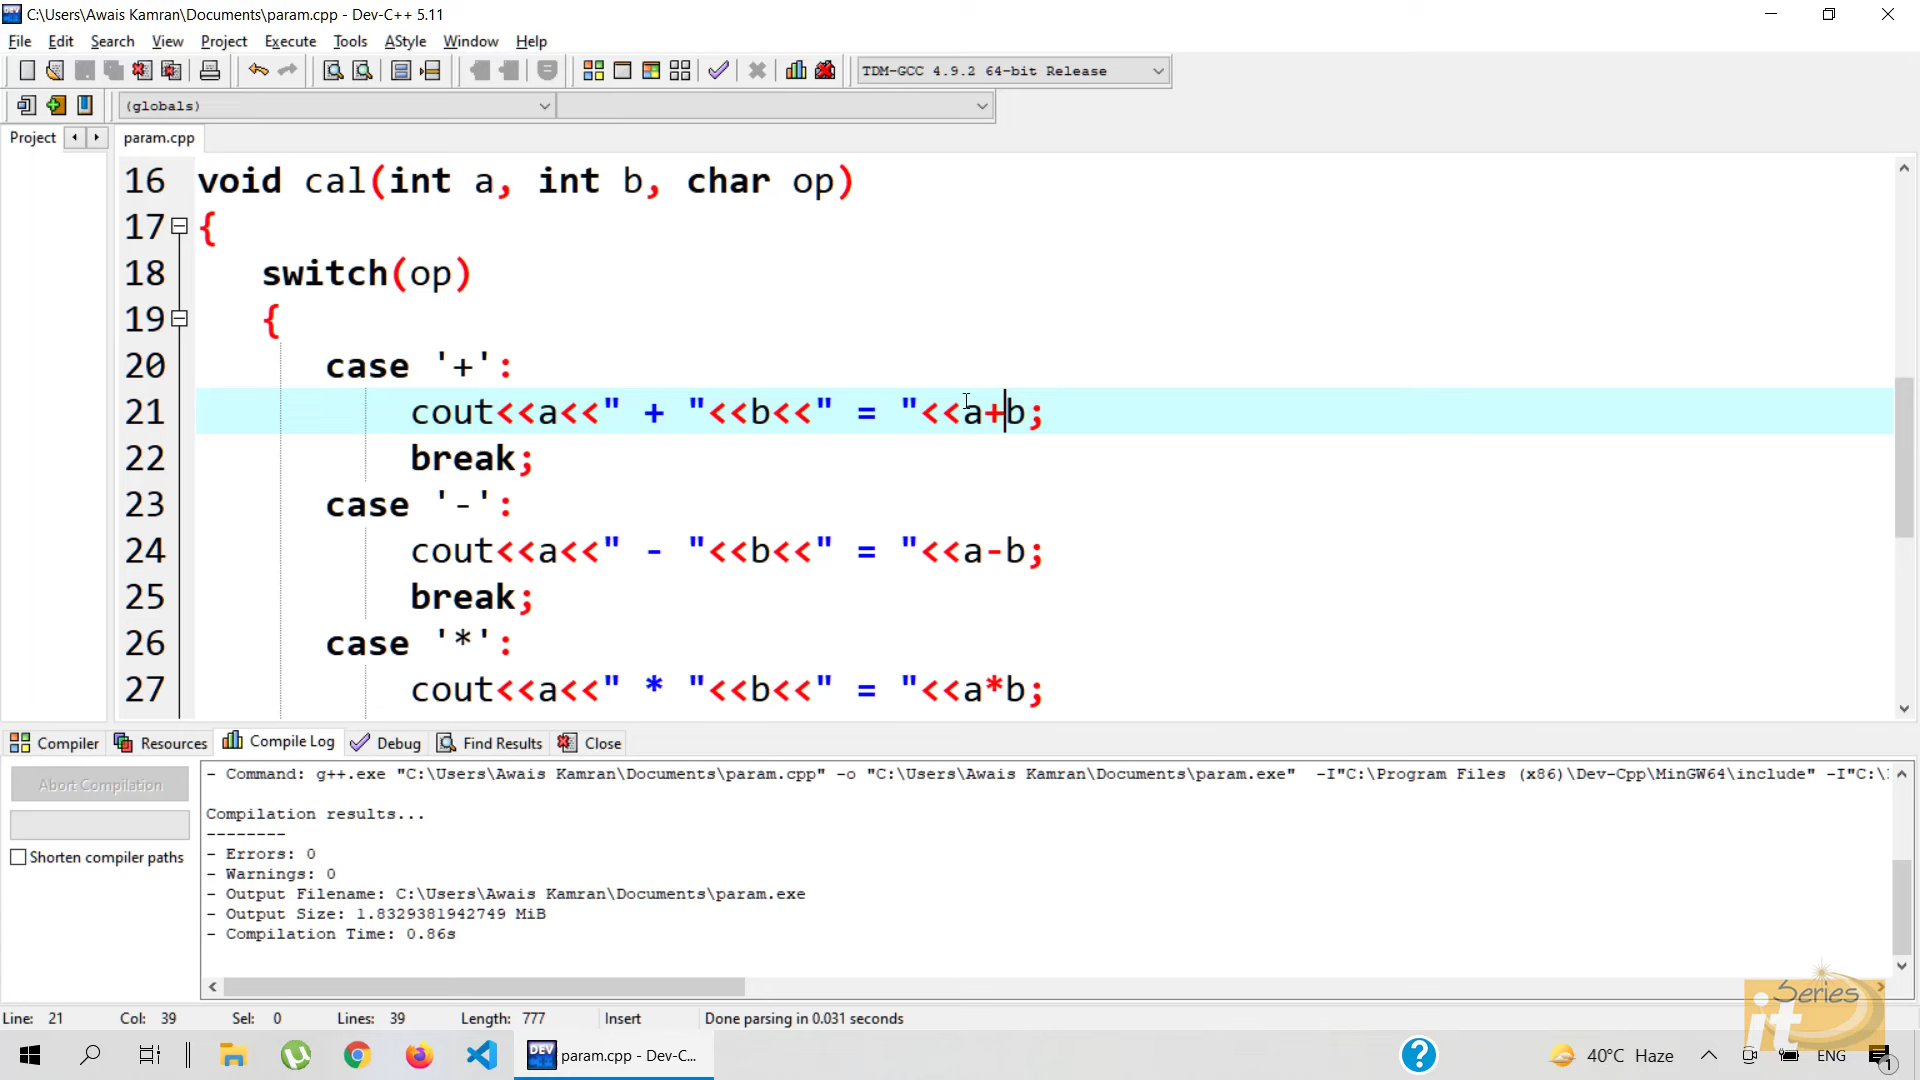 C:\Users\Awais Kamran\Documents\param.cpp - Dev-C++ 5.11
File Edit Search View Project Execute Tools AStyle Window Help
TDM-GCC 4.9.2 64-bit Release
(globals)
Project param.cpp
16 void cal(int a, int b, char op)
17 {
18 switch(op)
19 {
20 case '+':
21 cout<<a<<" + "<<b<<" = "<<a+b;
22 break;
23 case '-':
24 cout<<a<<" - "<<b<<" = "<<a-b;
25 break;
26 case '*':
27 cout<<a<<" * "<<b<<" = "<<a*b;
Compiler Resources Compile Log Debug Find Results Close
Abort Compilation
Shorten compiler paths
- Command: g++.exe "C:\Users\Awais Kamran\Documents\param.cpp" -o "C:\Users\Awais Kamran\Documents\param.exe" -I"C:\Program Files (x86)\Dev-Cpp\MinGW64\include" -I"C:\
Compilation results...
--------
- Errors: 0
- Warnings: 0
- Output Filename: C:\Users\Awais Kamran\Documents\param.exe
- Output Size: 1.8329381942749 MiB
- Compilation Time: 0.86s
Line: 21 Col: 39 Sel: 0 Lines: 39 Length: 777 Insert Done parsing in 0.031 seconds
it Series
DEV param.cpp - Dev-C...
40°C Haze ENG 1